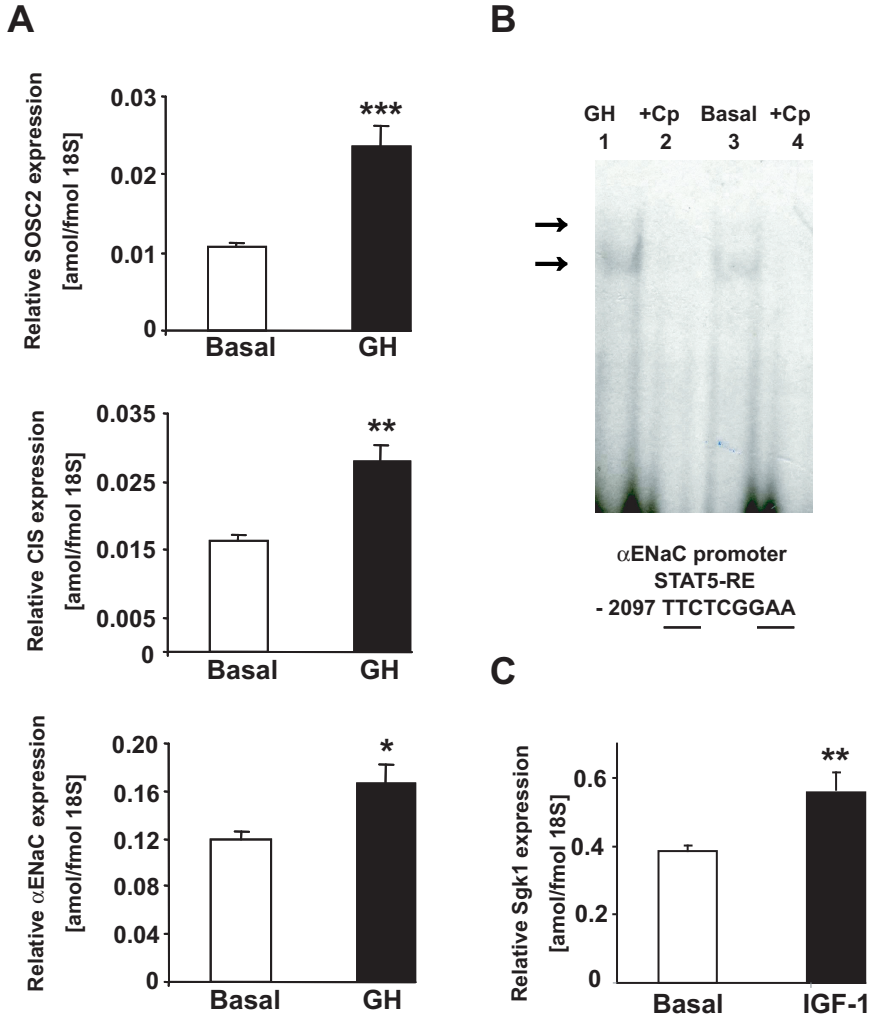 A
Relative SOSC2 expression
[amol/fmol 18S]
0.03
0.02
0.01
0
***
Basal GH
Relative CIS expression
[amol/fmol 18S]
0.035
0.025
0.015
0.005
0
**
Basal GH
Relative αENaC expression
[amol/fmol 18S]
0.20
0.16
0.12
0.08
0.04
0
*
Basal GH
B
GH +Cp Basal +Cp
1 2 3 4
αENaC promoter
STAT5-RE
- 2097 TTCTCGGAA
C
Relative Sgk1 expression
[amol/fmol 18S]
0.6
0.4
0.2
0
**
Basal IGF-1